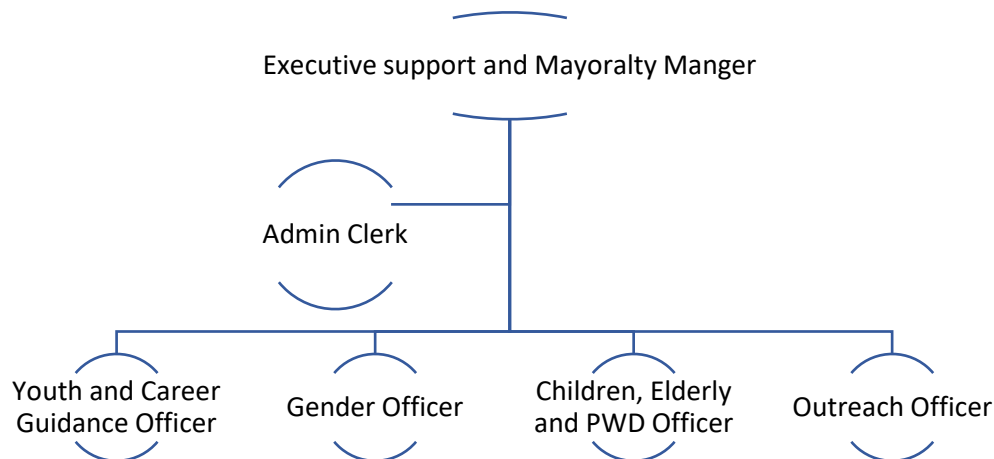 Executive support and Mayoralty Manger
Admin Clerk
Youth and Career
Guidance Officer
Gender Officer
Children, Elderly
and PWD Officer
Outreach Officer